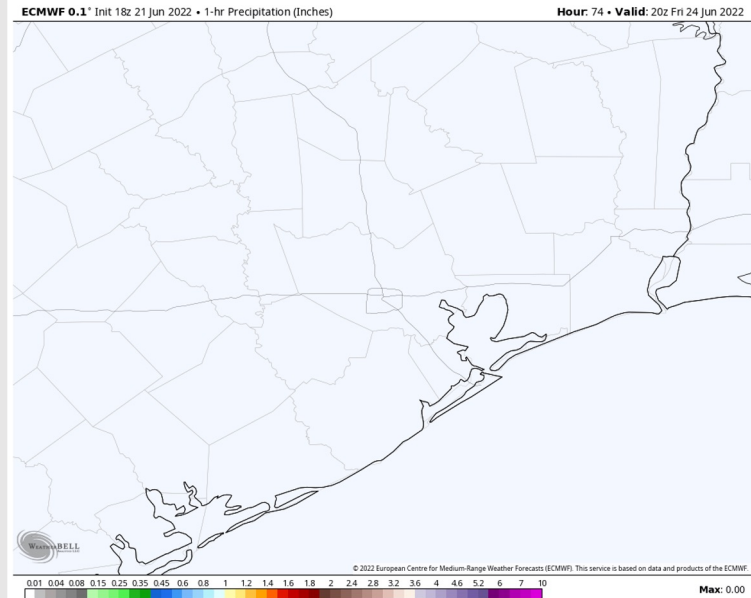 ECMWF 0.1° Init 18z 21 Jun 2022 • 1-hr Precipitation (Inches) Hour: 74 • Valid: 20z Fri 24 Jun 2022
WEATHERBELL
© 2022 European Centre for Medium-Range Weather Forecasts (ECMWF). This service is based on data and products of the ECMWF.
0.01 0.04 0.08 0.15 0.25 0.35 0.45 0.6 0.8 1 1.2 1.4 1.6 1.8 2 2.4 2.8 3.2 3.6 4 4.6 5.2 6 7 10
Max: 0.00